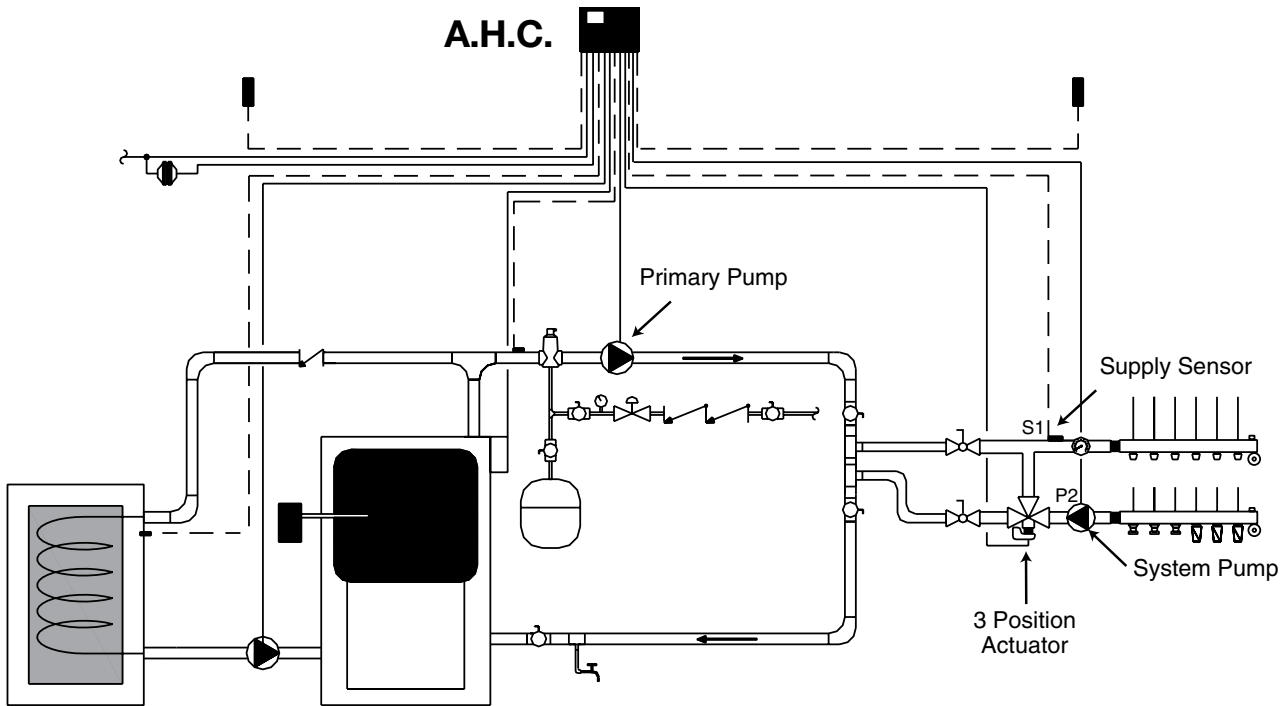 A.H.C.
Primary Pump
Supply Sensor
S1
P2
System Pump
3 Position
Actuator